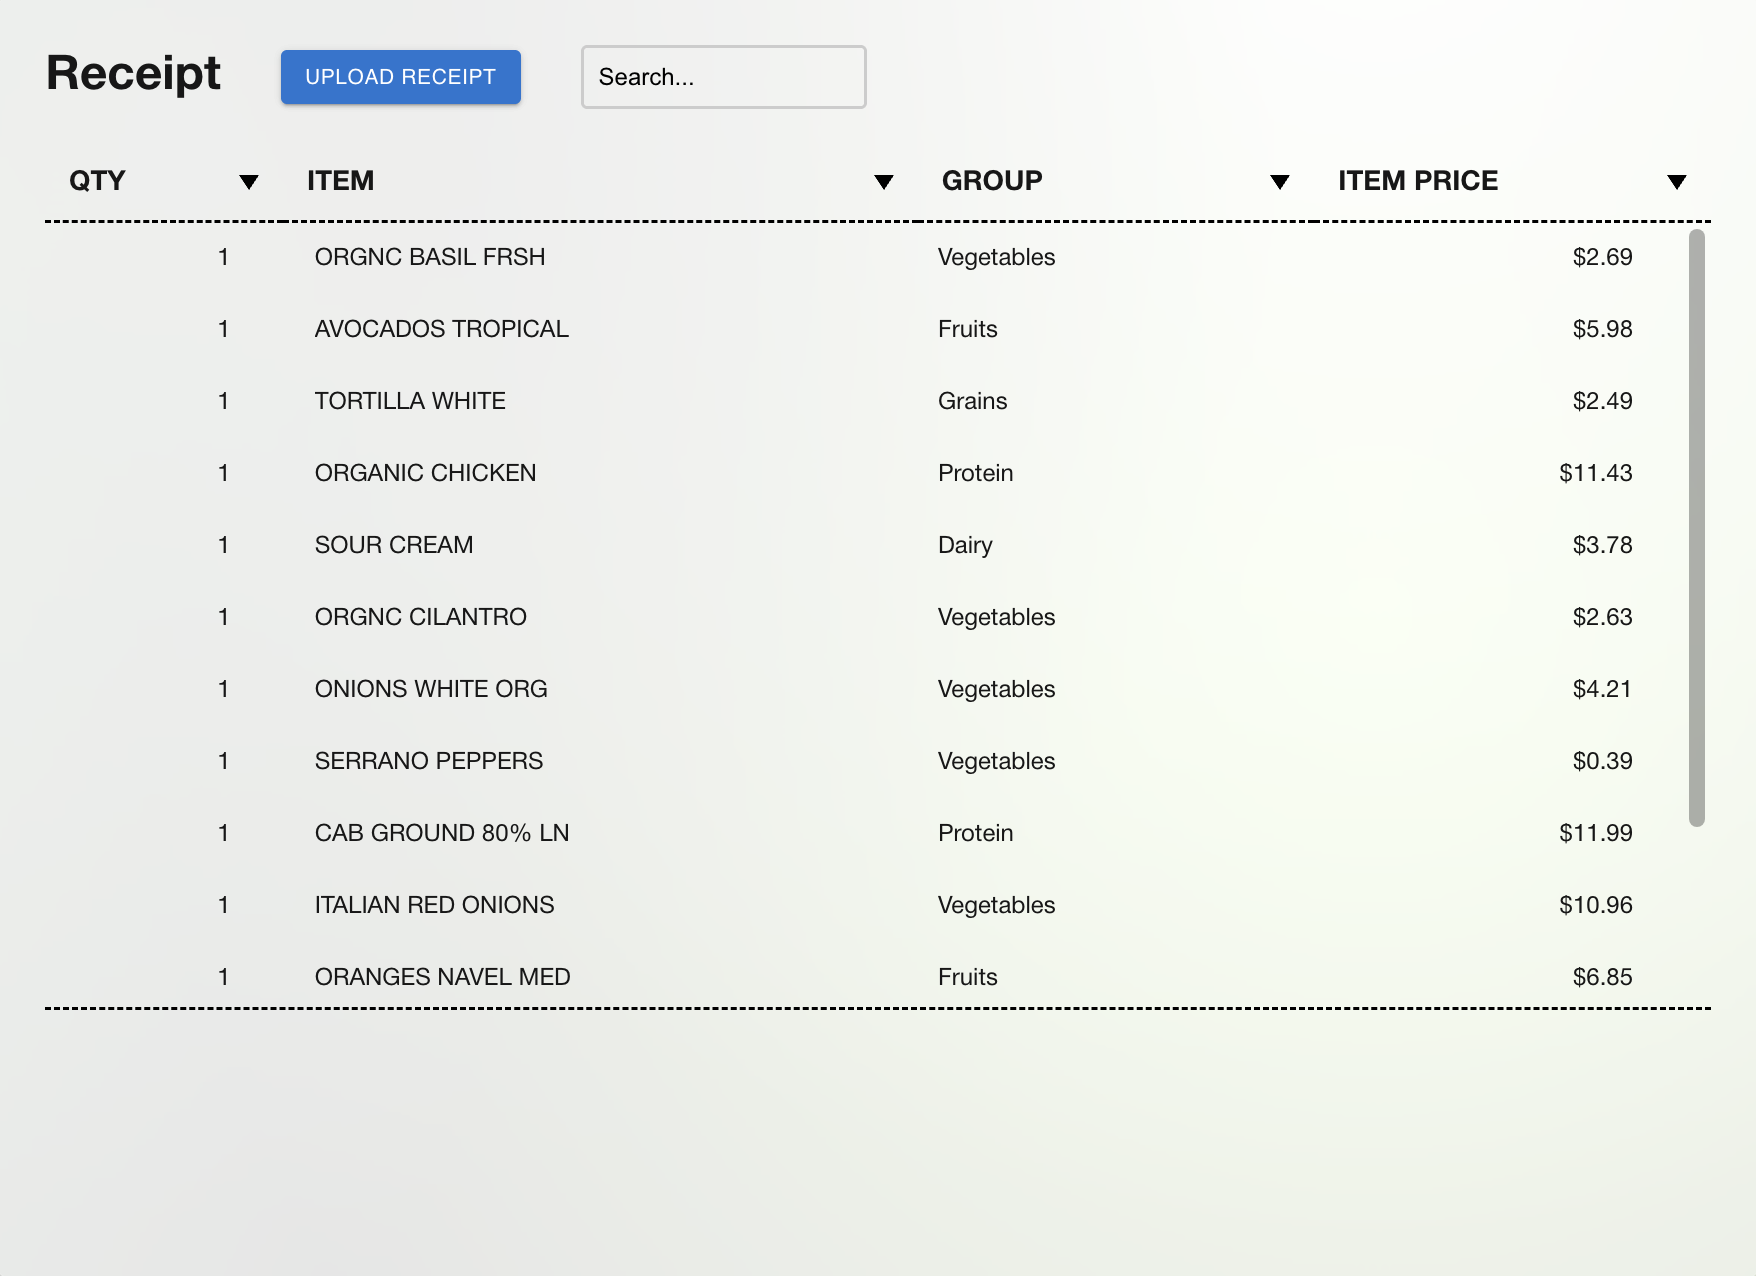 Receipt UPLOAD RECEIPT Search...
QTY ITEM GROUP ITEM PRICE
1 ORGNC BASIL FRSH Vegetables $2.69
1 AVOCADOS TROPICAL Fruits $5.98
1 TORTILLA WHITE Grains $2.49
1 ORGANIC CHICKEN Protein $11.43
1 SOUR CREAM Dairy $3.78
1 ORGNC CILANTRO Vegetables $2.63
1 ONIONS WHITE ORG Vegetables $4.21
1 SERRANO PEPPERS Vegetables $0.39
1 CAB GROUND 80% LN Protein $11.99
1 ITALIAN RED ONIONS Vegetables $10.96
1 ORANGES NAVEL MED Fruits $6.85